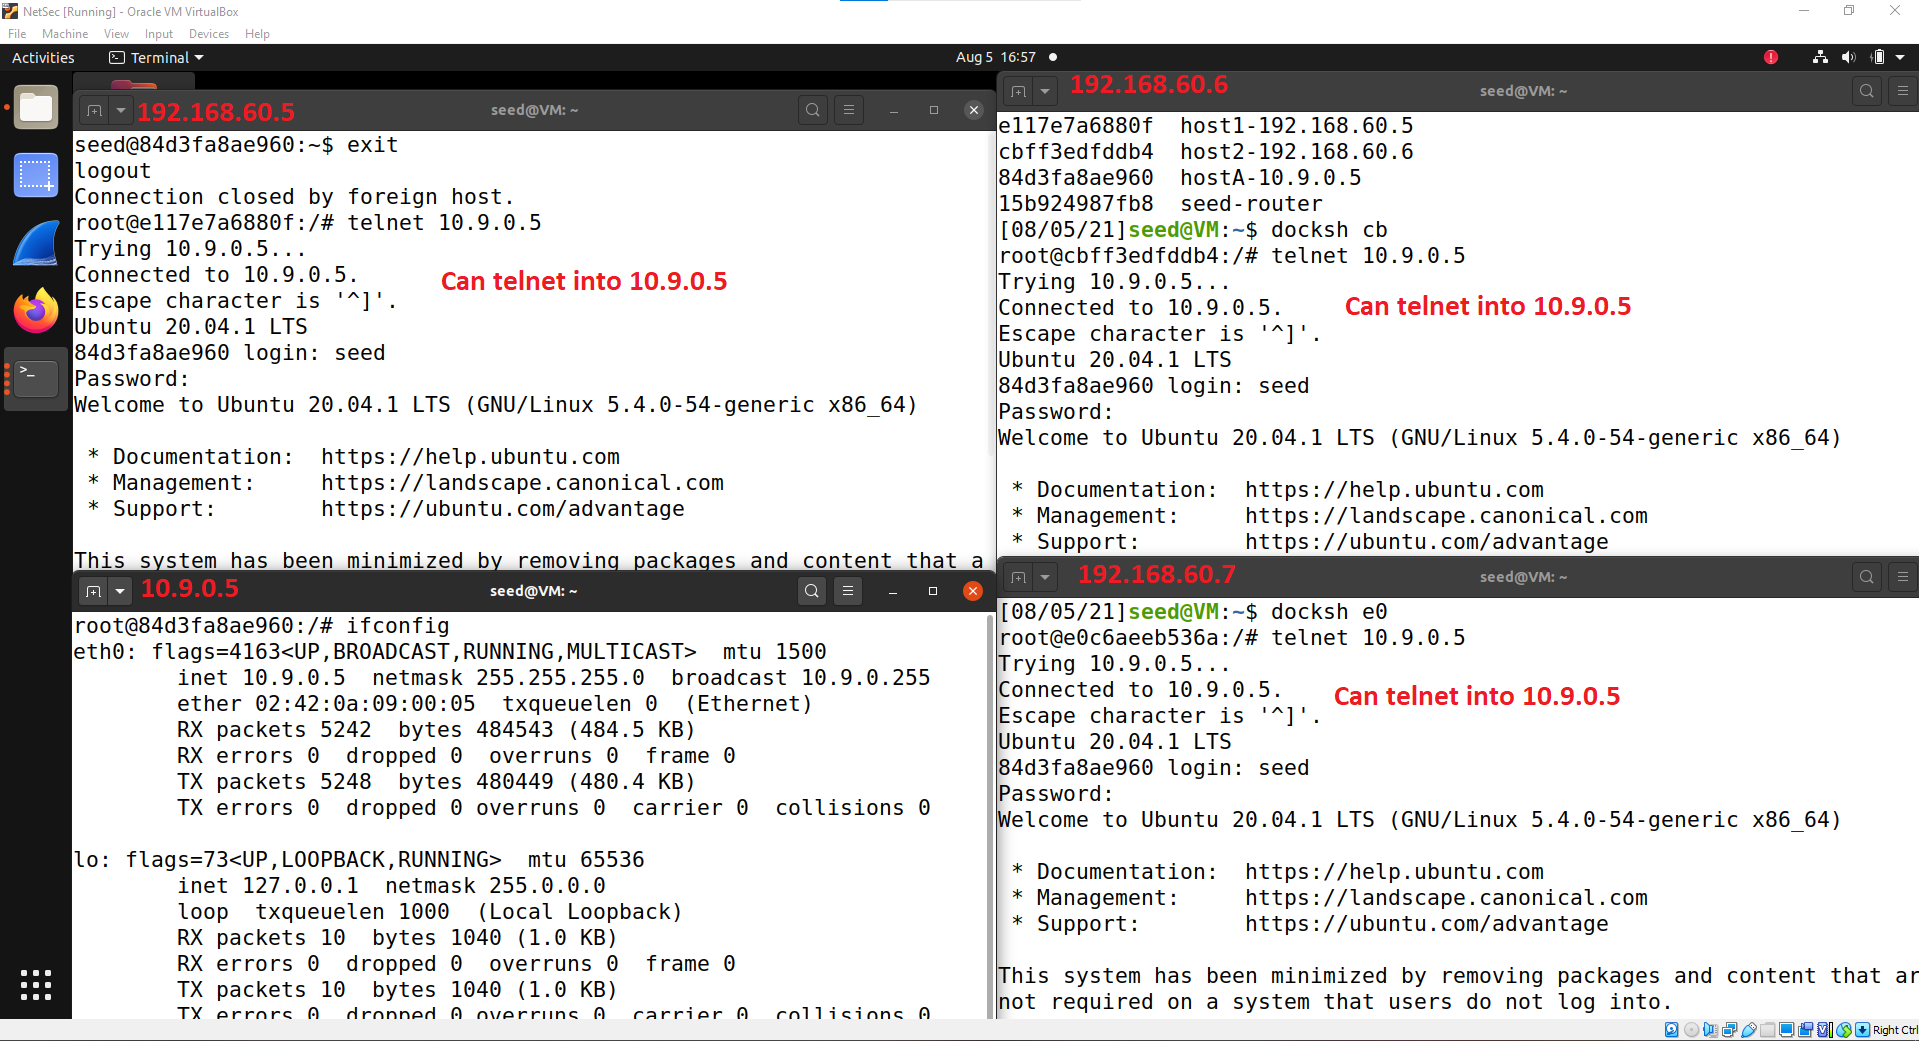 NetSec [Running] - Oracle VM VirtualBox
File Machine View Input Devices Help
Activities Terminal Aug 5 16:57
192.168.60.5 seed@VM: ~
seed@84d3fa8ae960:~$ exit
logout
Connection closed by foreign host.
root@e117e7a6880f:/# telnet 10.9.0.5
Trying 10.9.0.5...
Connected to 10.9.0.5.
Can telnet into 10.9.0.5
Escape character is '^]'.
Ubuntu 20.04.1 LTS
84d3fa8ae960 login: seed
Password:
Welcome to Ubuntu 20.04.1 LTS (GNU/Linux 5.4.0-54-generic x86_64)
* Documentation: https://help.ubuntu.com
* Management: https://landscape.canonical.com
* Support: https://ubuntu.com/advantage
This system has been minimized by removing packages and content that a
192.168.60.6 seed@VM: ~
e117e7a6880f host1-192.168.60.5
cbff3edfddb4 host2-192.168.60.6
84d3fa8ae960 hostA-10.9.0.5
15b924987fb8 seed-router
[08/05/21]seed@VM:~$ docksh cb
root@cbff3edfddb4:/# telnet 10.9.0.5
Trying 10.9.0.5...
Connected to 10.9.0.5.
Can telnet into 10.9.0.5
Escape character is '^]'.
Ubuntu 20.04.1 LTS
84d3fa8ae960 login: seed
Password:
Welcome to Ubuntu 20.04.1 LTS (GNU/Linux 5.4.0-54-generic x86_64)
* Documentation: https://help.ubuntu.com
* Management: https://landscape.canonical.com
* Support: https://ubuntu.com/advantage
10.9.0.5 seed@VM: ~
root@84d3fa8ae960:/# ifconfig
eth0: flags=4163<UP,BROADCAST,RUNNING,MULTICAST> mtu 1500
inet 10.9.0.5 netmask 255.255.255.0 broadcast 10.9.0.255
ether 02:42:0a:09:00:05 txqueuelen 0 (Ethernet)
RX packets 5242 bytes 484543 (484.5 KB)
RX errors 0 dropped 0 overruns 0 frame 0
TX packets 5248 bytes 480449 (480.4 KB)
TX errors 0 dropped 0 overruns 0 carrier 0 collisions 0
lo: flags=73<UP,LOOPBACK,RUNNING> mtu 65536
inet 127.0.0.1 netmask 255.0.0.0
loop txqueuelen 1000 (Local Loopback)
RX packets 10 bytes 1040 (1.0 KB)
RX errors 0 dropped 0 overruns 0 frame 0
TX packets 10 bytes 1040 (1.0 KB)
TX errors 0 dropped 0 overruns 0 carrier 0 collisions 0
192.168.60.7 seed@VM: ~
[08/05/21]seed@VM:~$ docksh e0
root@e0c6aeeb536a:/# telnet 10.9.0.5
Trying 10.9.0.5...
Connected to 10.9.0.5.
Can telnet into 10.9.0.5
Escape character is '^]'.
Ubuntu 20.04.1 LTS
84d3fa8ae960 login: seed
Password:
Welcome to Ubuntu 20.04.1 LTS (GNU/Linux 5.4.0-54-generic x86_64)
* Documentation: https://help.ubuntu.com
* Management: https://landscape.canonical.com
* Support: https://ubuntu.com/advantage
This system has been minimized by removing packages and content that ar
not required on a system that users do not log into.
Right Ctrl